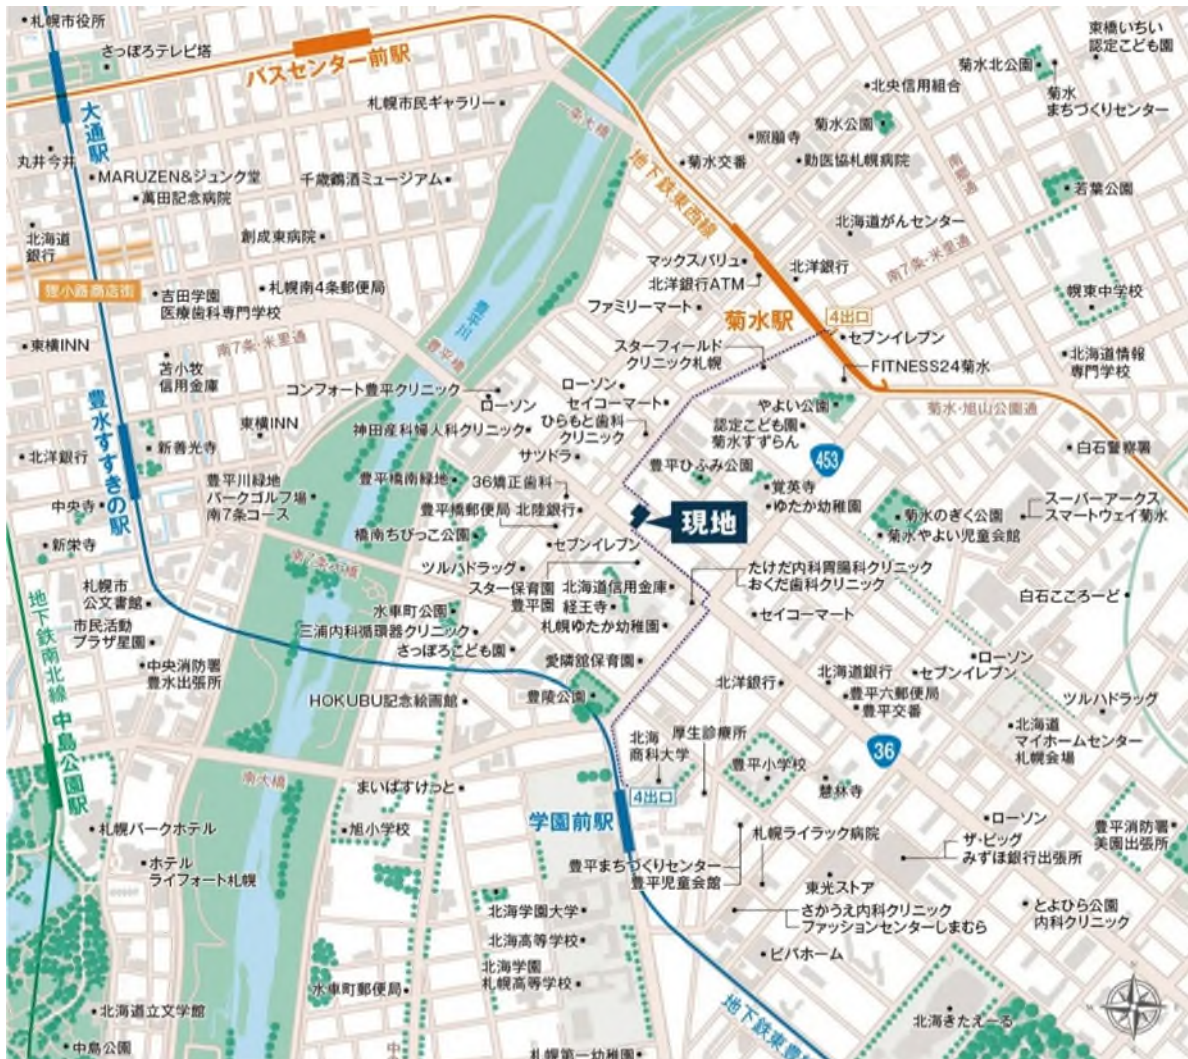 札幌市役所
さっぽろテレビ塔
バスセンター前駅
大通駅
札幌市民ギャラリー
一条大橋
東橋いちい
認定こども園
菊水北公園
菊水
まちづくりセンター
北央信用組合
菊水公園
照願寺
勤医協札幌病院
菊水交番
地下鉄東西線
南郷通
若葉公園
丸井今井
MARUZEN&ジュンク堂
萬田記念病院
千歳鶴酒ミュージアム
北海道
銀行
創成東病院
狸小路商店街
吉田学園
医療歯科専門学校
札幌南4条郵便局
豊平川
北海道がんセンター
マックスバリュ
北洋銀行ATM
北洋銀行
南7条・米里通
幌東中学校
ファミリーマート
菊水駅
4出口
セブンイレブン
スターフィールド
クリニック札幌
FITNESS24菊水
北海道情報
専門学校
東横INN
苫小牧
信用金庫
南7条・米里通
豊平橋
コンフォート豊平クリニック
ローソン
ローソン
セイコーマート
ひらもと歯科
クリニック
やよい公園
認定こども園
菊水すずらん
菊水・旭山公園通
豊水すすきの駅
東横INN
新善光寺
北洋銀行
神田産科婦人科クリニック
サツドラ
453
白石警察署
豊平ひふみ公園
豊平川緑地
パークゴルフ場
南7条コース
豊平橋南緑地
36矯正歯科
覚英寺
ゆたか幼稚園
スーパーアークス
スマートウェイ菊水
中央寺
豊平橋郵便局
北陸銀行
現地
菊水のぎく公園
菊水やよい児童会館
新栄寺
橋南ちびっこ公園
セブンイレブン
南7条大橋
ツルハドラッグ
スター保育園
豊平園
北海道信用金庫
経王寺
札幌ゆたか幼稚園
たけだ内科胃腸科クリニック
おくだ歯科クリニック
セイコーマート
白石こころーど
札幌市
公文書館
市民活動
プラザ星園
水車町公園
三浦内科循環器クリニック
さっぽろこども園
地下鉄南北線
中央消防署
豊水出張所
愛隣舘保育園
ローソン
セブンイレブン
北海道銀行
北洋銀行
豊平六郵便局
豊平交番
ツルハドラッグ
HOKUBU記念絵画館
豊陵公園
北海道
マイホームセンター
札幌会場
中島公園駅
北海
商科大学
厚生診療所
36
南大橋
まいばすけっと
豊平小学校
慧林寺
4出口
学園前駅
札幌パークホテル
旭小学校
札幌ライラック病院
ローソン
ザ・ビッグ
みずほ銀行出張所
豊平消防署
美園出張所
ホテル
ライフォート札幌
豊平まちづくりセンター
豊平児童会館
東光ストア
さかうえ内科クリニック
ファッションセンターしまむら
とよひら公園
内科クリニック
北海学園大学
北海高等学校
北海学園
札幌高等学校
ビバホーム
水車町郵便局
北海道立文学館
中島公園
地下鉄東豊線
北海きたえーる
札幌第一幼稚園